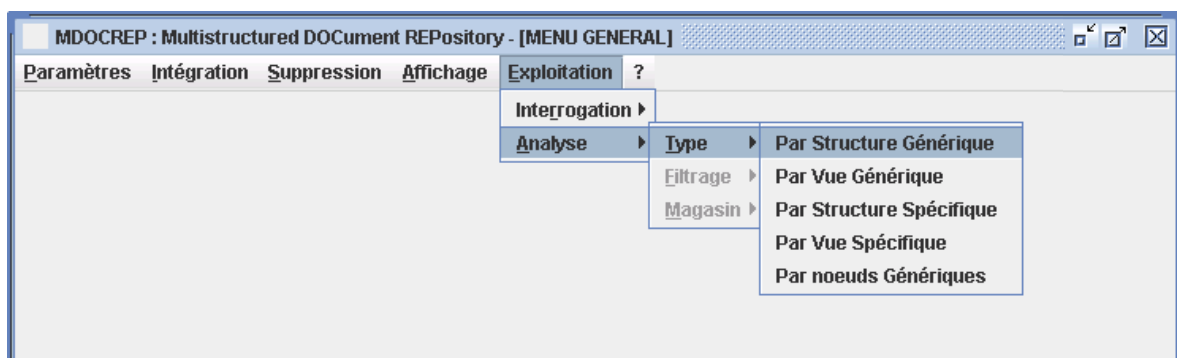 MDOCREP : Multistructured DOCument REPository - [MENU GENERAL]
Paramètres Intégration Suppression Affichage Exploitation ?
Interrogation
Analyse Type Par Structure Générique
Filtrage Par Vue Générique
Magasin Par Structure Spécifique
Par Vue Spécifique
Par noeuds Génériques